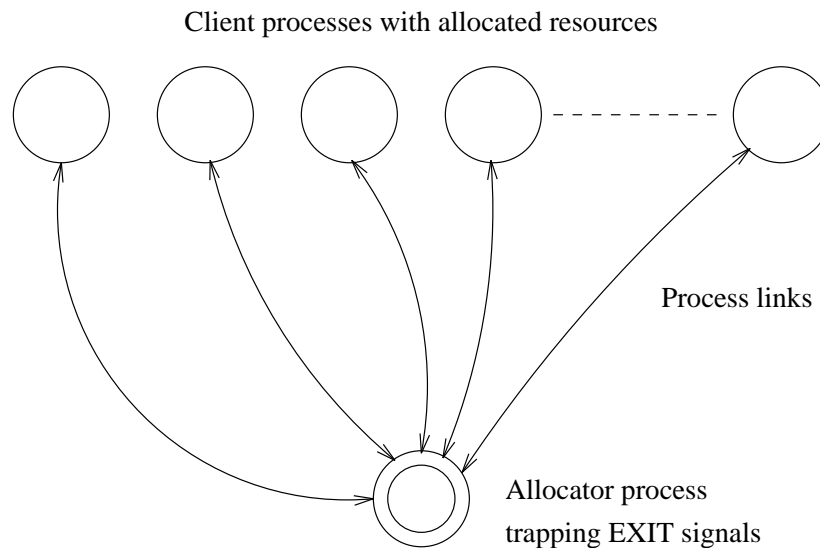 Client processes with allocated resources
Process links
Allocator process
trapping EXIT signals